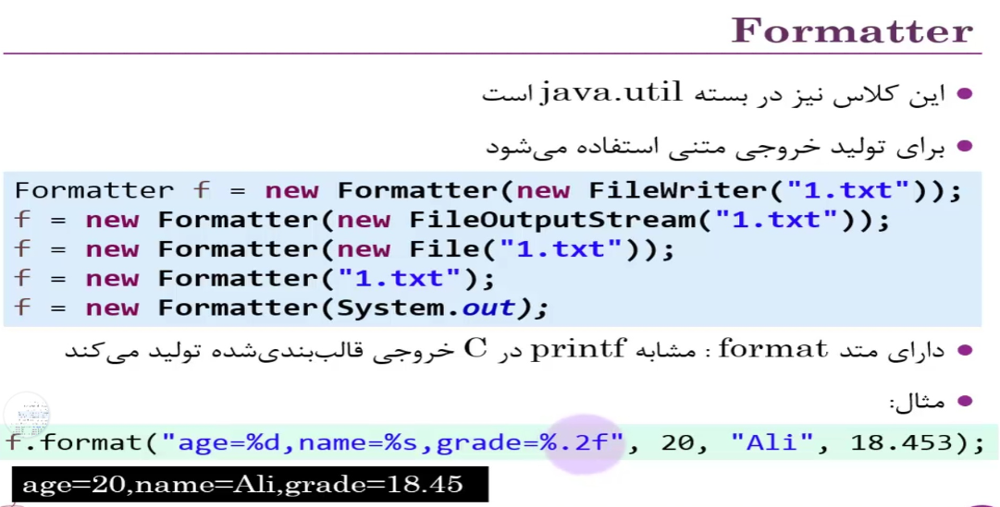 Formatter
این کلاس نیز در بسته java.util است
برای تولید خروجی متنی استفاده می‌شود
Formatter f = new Formatter(new FileWriter("1.txt"));
f = new Formatter(new FileOutputStream("1.txt"));
f = new Formatter(new File("1.txt"));
f = new Formatter("1.txt");
f = new Formatter(System.out);
دارای متد format : مشابه printf در C خروجی قالب‌بندی‌شده تولید می‌کند
مثال:
f.format("age=%d,name=%s,grade=%.2f", 20, "Ali", 18.453);
age=20,name=Ali,grade=18.45